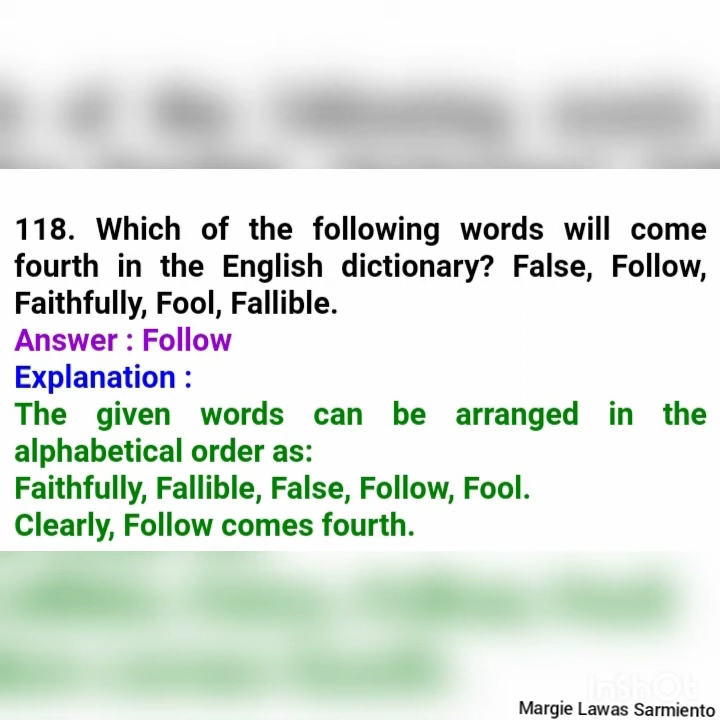 118. Which of the following words will come
fourth in the English dictionary? False, Follow,
Faithfully, Fool, Fallible.
Answer : Follow
Explanation :
The given words can be arranged in the
alphabetical order as:
Faithfully, Fallible, False, Follow, Fool.
Clearly, Follow comes fourth.
InShOt
Margie Lawas Sarmiento